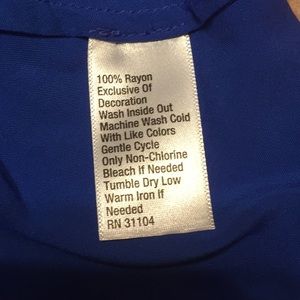 100% Rayon
Exclusive Of
Decoration
Wash Inside Out
Machine Wash Cold
With Like Colors
Gentle Cycle
Only Non-Chlorine
Bleach If Needed
Tumble Dry Low
Warm Iron If
Needed
RN 31104